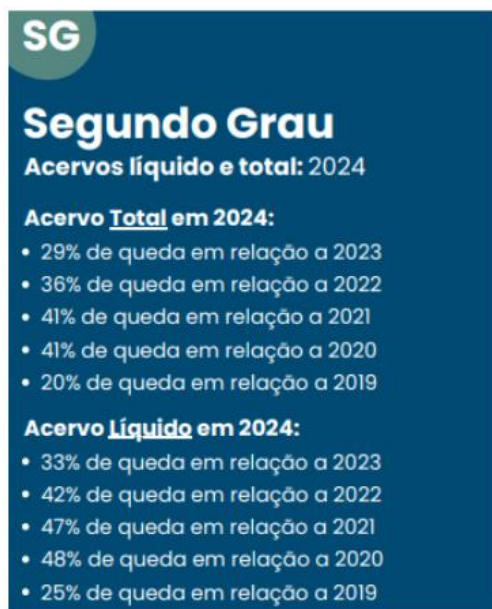 SG
Segundo Grau
Acervos líquido e total: 2024
Acervo Total em 2024:
• 29% de queda em relação a 2023
• 36% de queda em relação a 2022
• 41% de queda em relação a 2021
• 41% de queda em relação a 2020
• 20% de queda em relação a 2019
Acervo Líquido em 2024:
• 33% de queda em relação a 2023
• 42% de queda em relação a 2022
• 47% de queda em relação a 2021
• 48% de queda em relação a 2020
• 25% de queda em relação a 2019